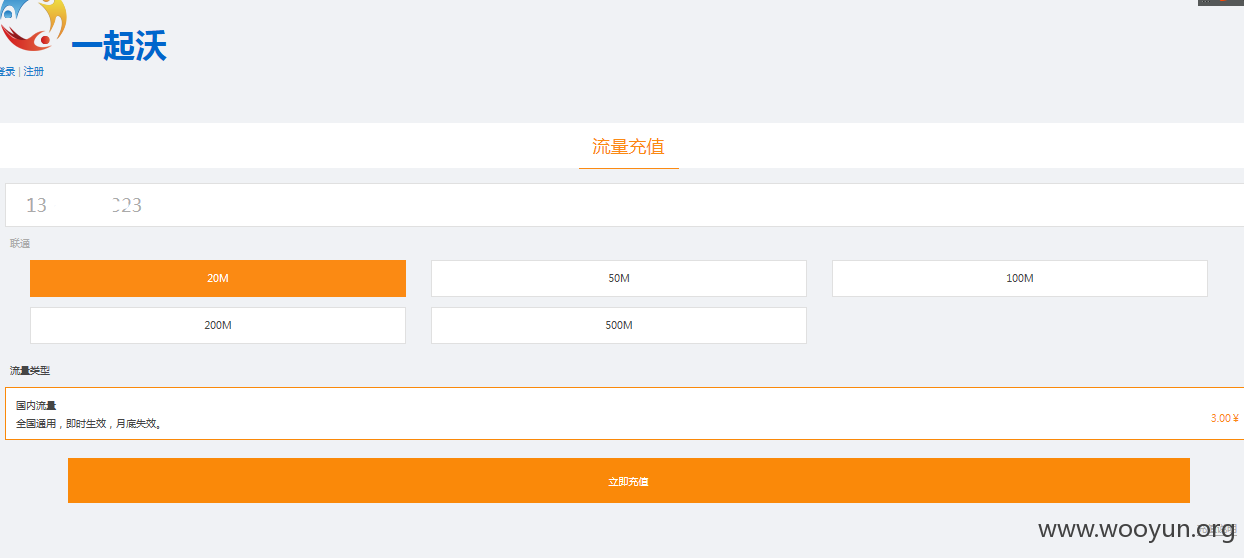 一起沃
登录 | 注册
流量充值
13 323
联通
20M
50M
100M
200M
500M
流量类型
国内流量
全国通用，即时生效，月底失效。
3.00 ¥
立即充值
www.wooyun.org